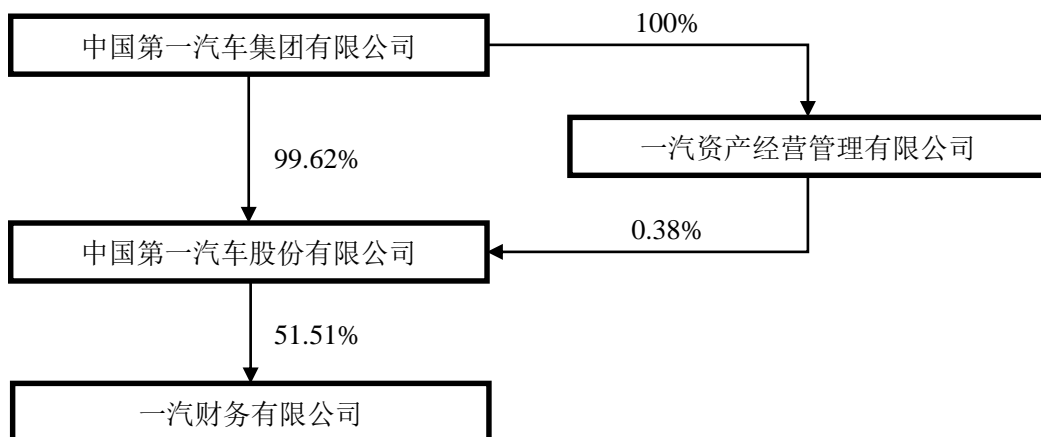 100%
中国第一汽车集团有限公司
一汽资产经营管理有限公司
99.62%
0.38%
中国第一汽车股份有限公司
51.51%
一汽财务有限公司